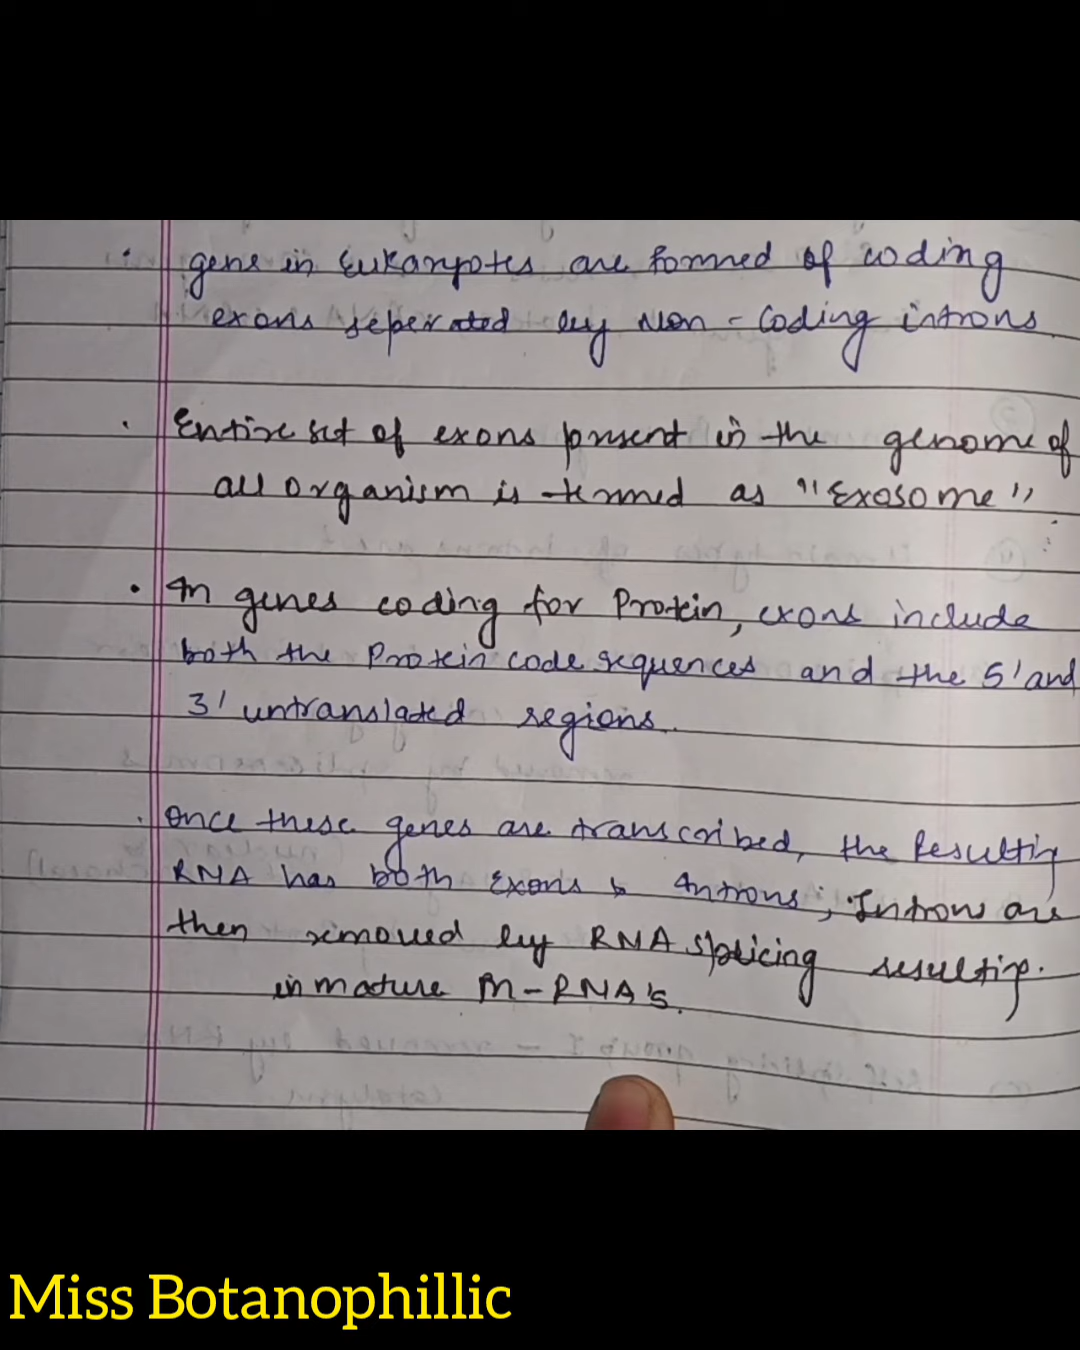 gene in Eukaryotes are formed of coding
exons seperated by Non - Coding introns
Entire set of exons present in the genome of
all organism is termed as "Exosome"
In genes coding for Protein, exons include
both the Protein code sequences and the 5' and
3' untranslated regions.
Once these genes are transcribed, the Resulting
RNA has both Exons & Introns; Introns are
then removed by RNA splicing resulting.
in mature m-RNA's.
Miss Botanophillic